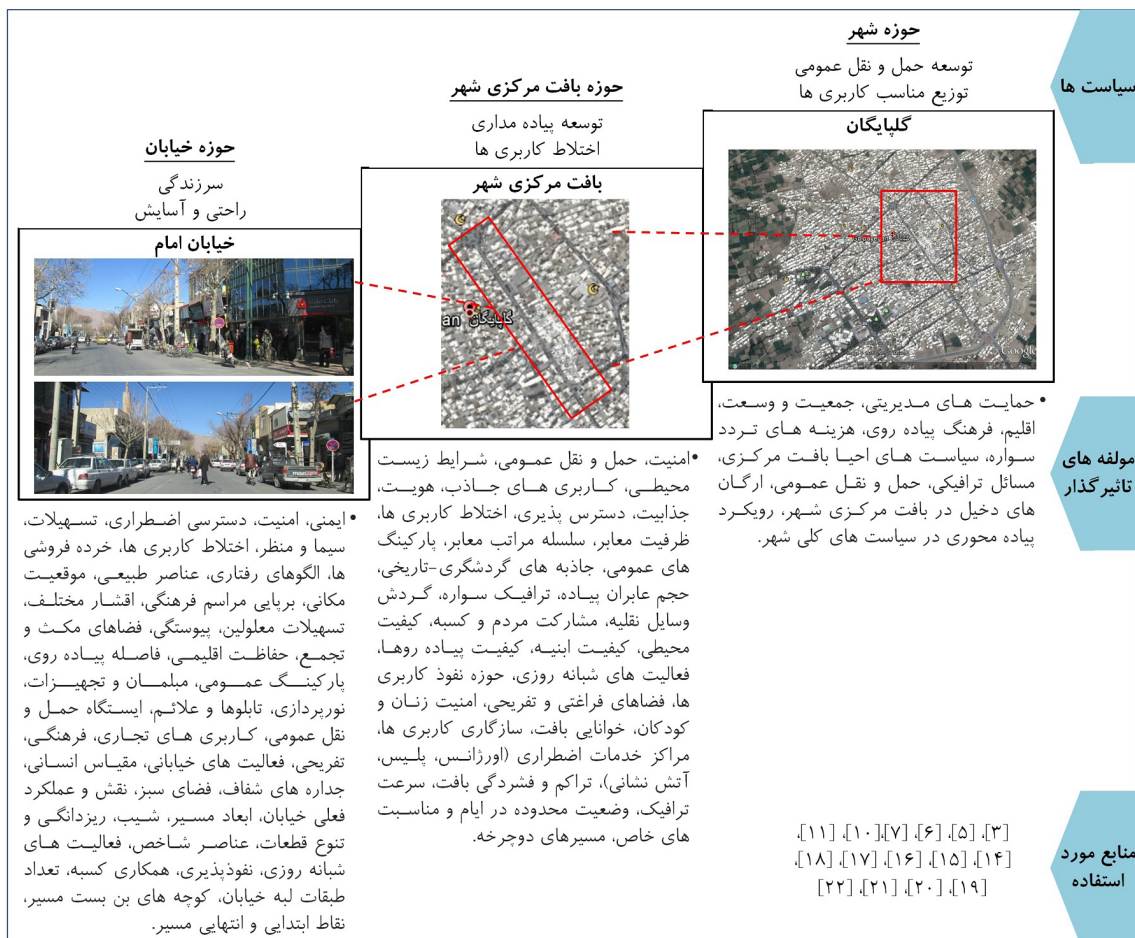 سیاست ها
حوزه شهر
توسعه حمل و نقل عمومی
توزیع مناسب کاربری ها
گلپایگان
Google
حوزه بافت مرکزی شهر
توسعه پیاده مداری
اختلاط کاربری ها
بافت مرکزی شهر
گلپایگان
حوزه خیابان
سرزندگی
راحتی و آسایش
خیابان امام
مولفه های
تاثیرگذار
• حمایت های مدیریتی، جمعیت و وسعت،
اقلیم، فرهنگ پیاده روی، هزینه های تردد
سواره، سیاست های احیا بافت مرکزی،
مسائل ترافیکی، حمل و نقل عمومی، ارگان
های دخیل در بافت مرکزی شهر، رویکرد
پیاده محوری در سیاست های کلی شهر.
•امنیت، حمل و نقل عمومی، شرایط زیست
محیطی، کاربری های جاذب، هویت،
جذابیت، دسترس پذیری، اختلاط کاربری ها،
ظرفیت معابر، سلسله مراتب معابر، پارکینگ
های عمومی، جاذبه های گردشگری-تاریخی،
حجم عابران پیاده، ترافیک سواره، گردش
وسایل نقلیه، مشارکت مردم و کسبه، کیفیت
محیطی، کیفیت ابنیه، کیفیت پیاده روها،
فعالیت های شبانه روزی، حوزه نفوذ کاربری
ها، فضاهای فراغتی و تفریحی، امنیت زنان و
کودکان، خوانایی بافت، سازگاری کاربری ها،
مراکز خدمات اضطراری (اورژانس، پلیس،
آتش نشانی)، تراکم و فشردگی بافت، سرعت
ترافیک، وضعیت محدوده در ایام و مناسبت
های خاص، مسیرهای دوچرخه.
• ایمنی، امنیت، دسترسی اضطراری، تسهیلات،
سیما و منظر، اختلاط کاربری ها، خرده فروشی
ها، الگوهای رفتاری، عناصر طبیعی، موقعیت
مکانی، برپایی مراسم فرهنگی، اقشار مختلف،
تسهیلات معلولین، پیوستگی، فضاهای مکث و
تجمع، حفاظت اقلیمی، فاصله پیاده روی،
پارکینگ عمومی، مبلمان و تجهیزات،
نورپردازی، تابلوها و علائم، ایستگاه حمل و
نقل عمومی، کاربری های تجاری، فرهنگی،
تفریحی، فعالیت های خیابانی، مقیاس انسانی،
جداره های شفاف، فضای سبز، نقش و عملکرد
فعلی خیابان، ابعاد مسیر، شیب، ریزدانگی و
تنوع قطعات، عناصر شاخص، فعالیت های
شبانه روزی، نفوذپذیری، همکاری کسبه، تعداد
طبقات لبه خیابان، کوچه های بن بست مسیر،
نقاط ابتدایی و انتهایی مسیر.
منابع مورد
استفاده
[۳]، [۵]، [۶]، [۷]،[۱۰]، [۱۱]،
[۱۴]، [۱۵]، [۱۶]، [۱۷]، [۱۸]،
[۱۹]، [۲۰]، [۲۱]، [۲۲]